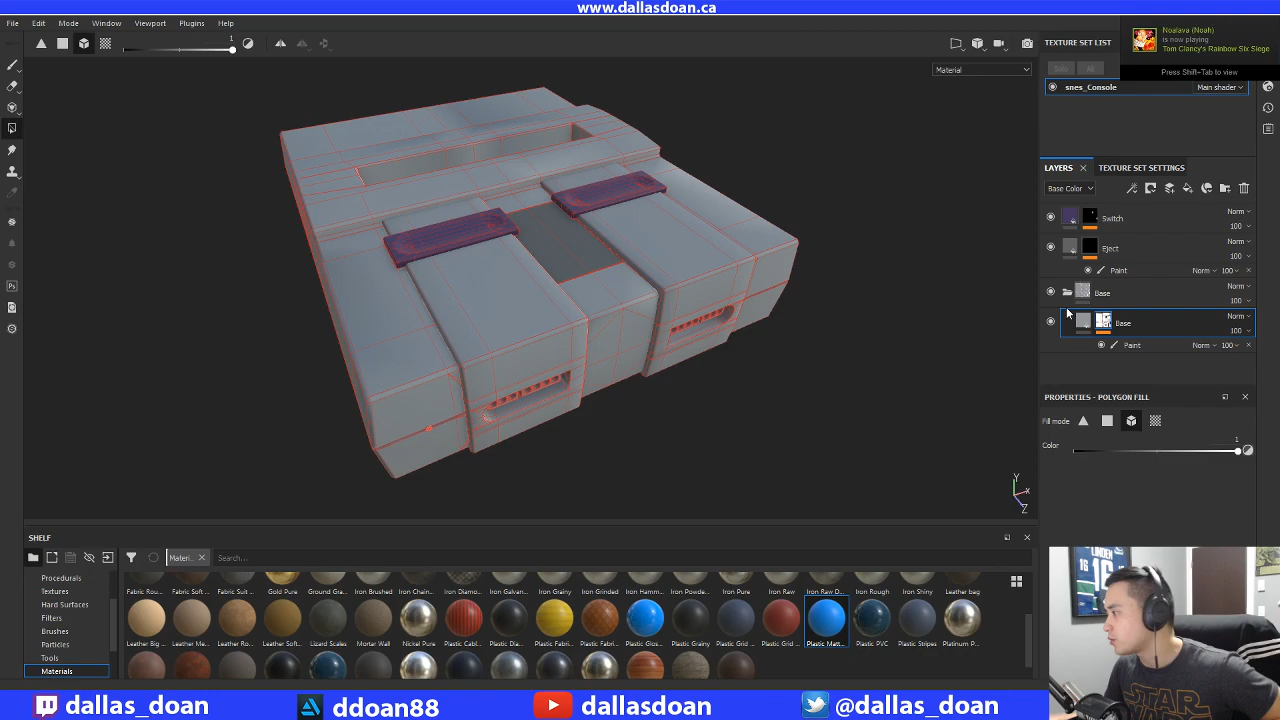 www.dallasdoan.ca
File Edit Mode Window Viewport Plugins Help
Noalava (Noah)
is now playing
Tom Clancy's Rainbow Six Siege
Press Shift+Tab to view
TEXTURE SET LIST
Solo All
1
Material
snes_Console Main shader
LAYERS TEXTURE SET SETTINGS
Base Color
Switch Norm 100
Eject Norm 100
Paint Norm 100
Base Norm 100
Base Norm 100
Paint Norm 100
PROPERTIES - POLYGON FILL
Fill mode
Color 1
Y
X
Z
SHELF
Materi... Search...
Procedurals
Textures
Hard Surfaces
Filters
Brushes
Particles
Tools
Materials
Fabric Rou... Fabric Soft ... Fabric Suit ... Gold Pure Ground Gra... Iron Brushed Iron Chain... Iron Diamo... Iron Galvan... Iron Grainy Iron Grinded Iron Hamm... Iron Powde... Iron Pure Iron Raw Iron Raw D... Iron Rough Iron Shiny Leather bag
Leather Big ... Leather Me... Leather Ro... Leather Soft... Lizard Scales Mortar Wall Nickel Pure Plastic Cabl... Plastic Dia... Plastic Fabri... Plastic Fabri... Plastic Glos... Plastic Grainy Plastic Grid ... Plastic Grid ... Plastic Matt... Plastic PVC Plastic Stripes Platinum P...
LINDEN
16
STAR
dallas_doan ddoan88 dallasdoan @dallas_doan